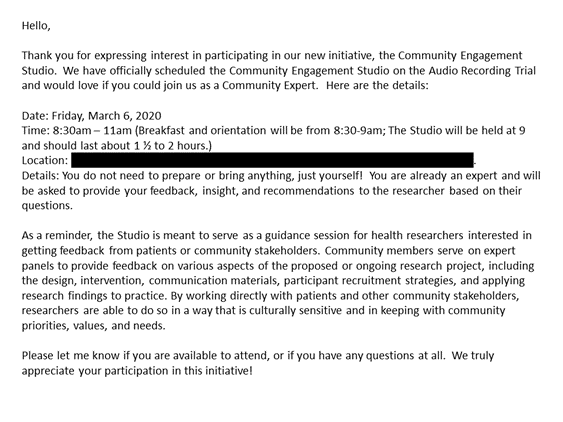 Hello,
Thank you for expressing interest in participating in our new initiative, the Community Engagement
Studio.  We have officially scheduled the Community Engagement Studio on the Audio Recording Trial
and would love if you could join us as a Community Expert.  Here are the details:
Date: Friday, March 6, 2020
Time: 8:30am – 11am (Breakfast and orientation will be from 8:30-9am; The Studio will be held at 9
and should last about 1 ½ to 2 hours.)
Location: .
Details: You do not need to prepare or bring anything, just yourself!  You are already an expert and will
be asked to provide your feedback, insight, and recommendations to the researcher based on their
questions.
As a reminder, the Studio is meant to serve as a guidance session for health researchers interested in
getting feedback from patients or community stakeholders. Community members serve on expert
panels to provide feedback on various aspects of the proposed or ongoing research project, including
the design, intervention, communication materials, participant recruitment strategies, and applying
research findings to practice. By working directly with patients and other community stakeholders,
researchers are able to do so in a way that is culturally sensitive and in keeping with community
priorities, values, and needs.
Please let me know if you are available to attend, or if you have any questions at all.  We truly
appreciate your participation in this initiative!